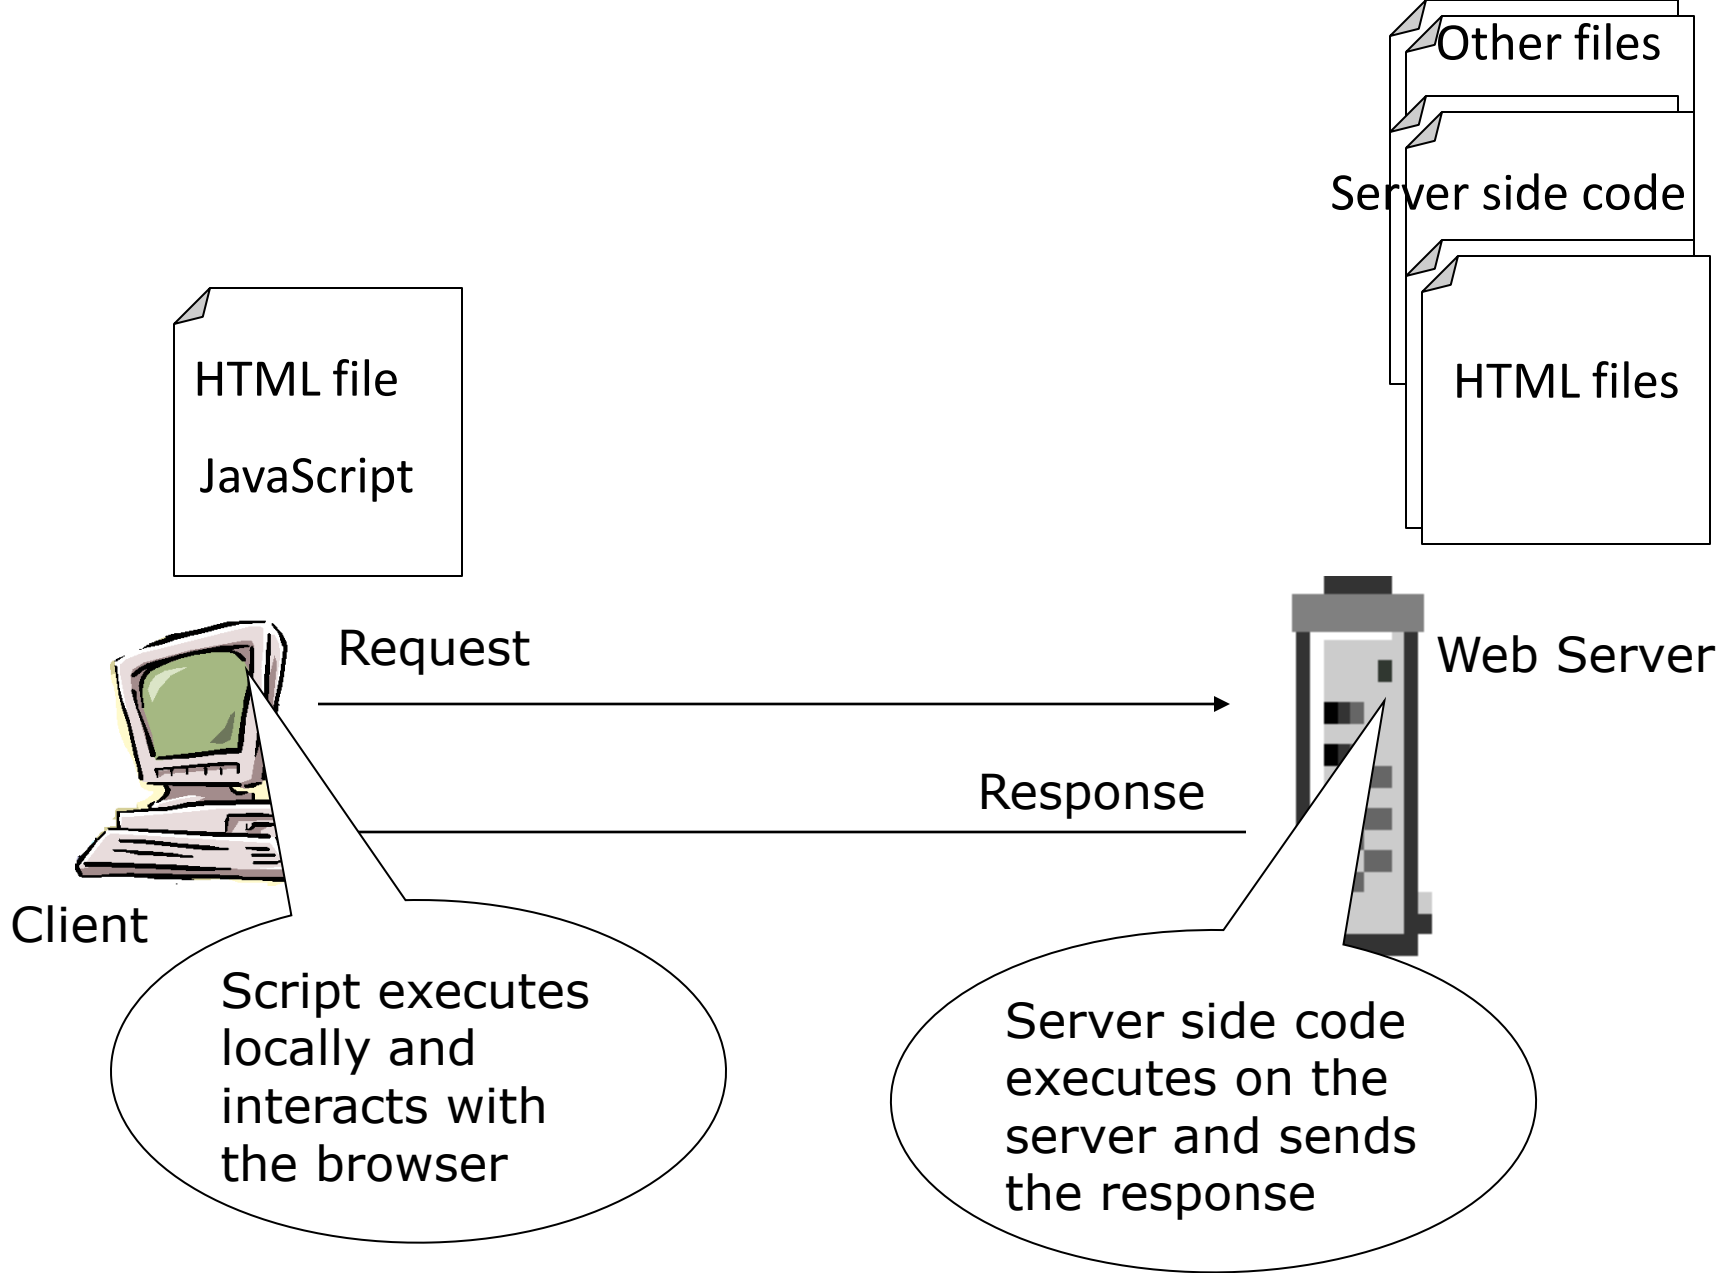 Other files
Server side code
HTML files
HTML file
JavaScript
Request
Web Server
Response
Client
Script executes
locally and
interacts with
the browser
Server side code
executes on the
server and sends
the response